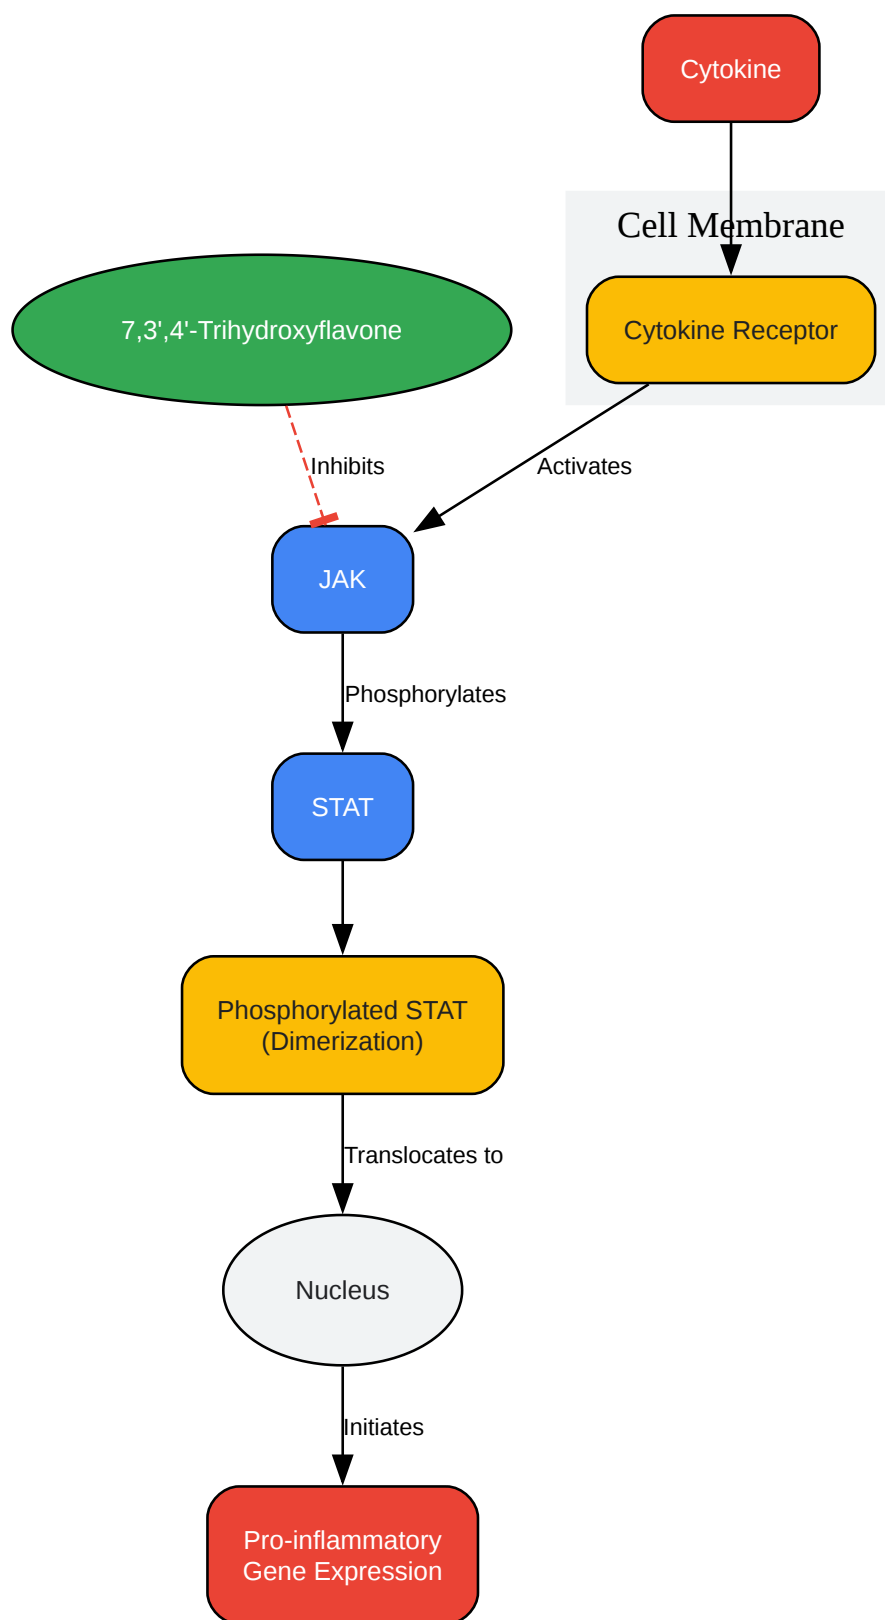 Cytokine
Cell Membrane
7,3',4'-Trihydroxyflavone
Cytokine Receptor
Inhibits
Activates
JAK
Phosphorylates
STAT
Phosphorylated STAT
(Dimerization)
Translocates to
Nucleus
Initiates
Pro-inflammatory
Gene Expression